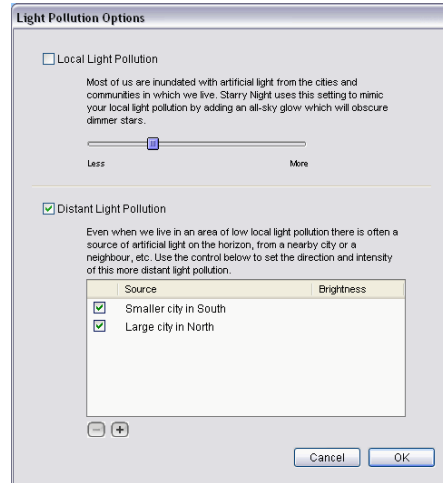 Light Pollution Options
Local Light Pollution
Most of us are inundated with artificial light from the cities and
communities in which we live. Starry Night uses this setting to mimic
your local light pollution by adding an all-sky glow which will obscure
dimmer stars.
Less More
Distant Light Pollution
Even when we live in an area of low local light pollution there is often a
source of artificial light on the horizon, from a nearby city or a
neighbour, etc. Use the control below to set the direction and intensity
of this more distant light pollution.
Source Brightness
Smaller city in South
Large city in North
Cancel OK